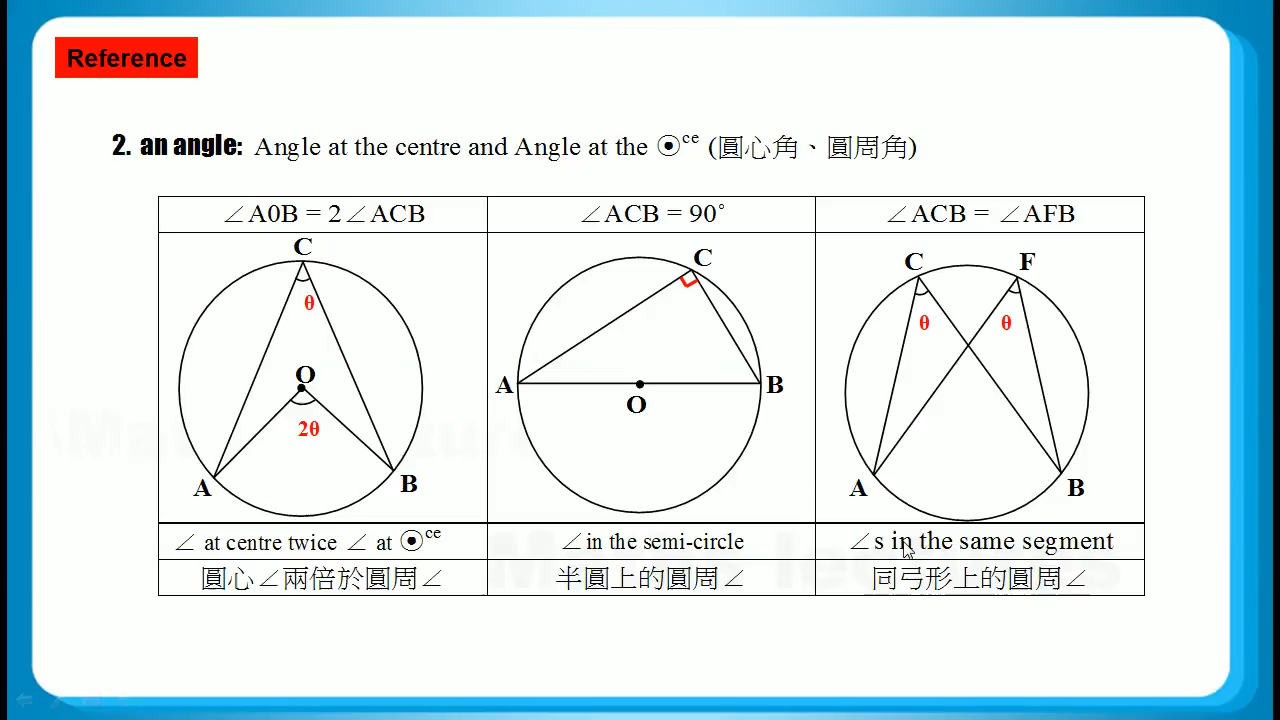 Reference
2. an angle: Angle at the centre and Angle at the ⊙ce (圓心角、圓周角)
∠A0B = 2∠ACB
∠ACB = 90°
∠ACB = ∠AFB
C
θ
O
2θ
A
B
C
A
B
O
C
F
θ
θ
A
B
∠ at centre twice ∠ at ⊙ce
∠in the semi-circle
∠s in the same segment
圓心∠兩倍於圓周∠
半圓上的圓周∠
同弓形上的圓周∠